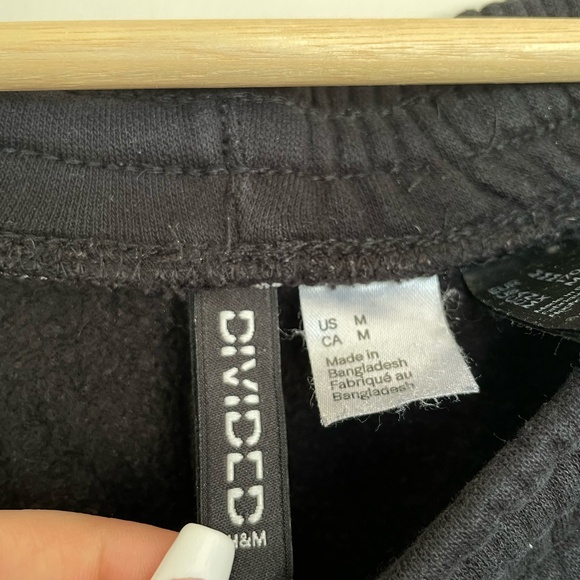 DIVIDED
H&M
US M
CA M
Made in
Bangladesh
Fabriqué au
Bangladesh